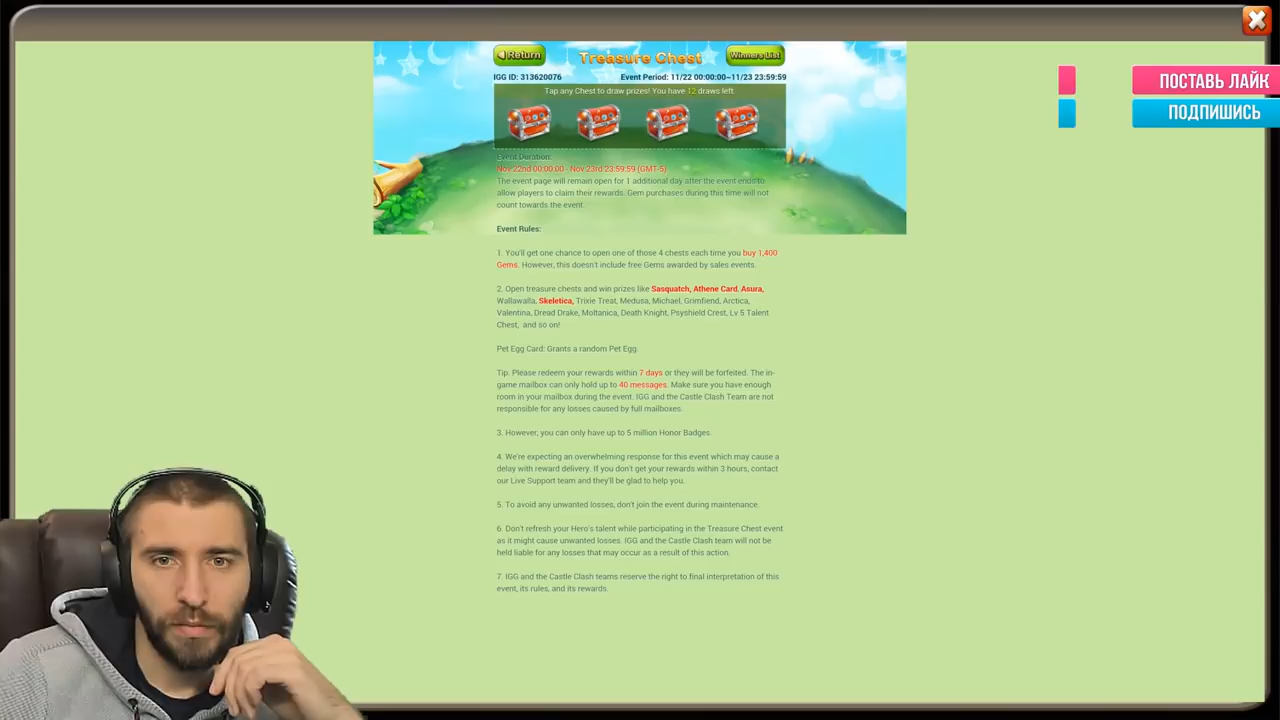 Return
Treasure Chest
Winners List
IGG ID: 313620076
Event Period: 11/22 00:00:00~11/23 23:59:59
Tap any Chest to draw prizes! You have 12 draws left.
Event Duration:
Nov 22nd 00:00:00 - Nov 23rd 23:59:59 (GMT-5)
The event page will remain open for 1 additional day after the event ends to
allow players to claim their rewards. Gem purchases during this time will not
count towards the event.
Event Rules:
1. You'll get one chance to open one of those 4 chests each time you buy 1,400
Gems. However, this doesn't include free Gems awarded by sales events.
2. Open treasure chests and win prizes like Sasquatch, Athene Card, Asura,
Wallawalla, Skeletica, Trixie Treat, Medusa, Michael, Grimfiend, Arctica,
Valentina, Dread Drake, Moltanica, Death Knight, Psyshield Crest, Lv 5 Talent
Chest, and so on!
Pet Egg Card: Grants a random Pet Egg.
Tip: Please redeem your rewards within 7 days or they will be forfeited. The in-
game mailbox can only hold up to 40 messages. Make sure you have enough
room in your mailbox during the event. IGG and the Castle Clash Team are not
responsible for any losses caused by full mailboxes.
3. However, you can only have up to 5 million Honor Badges.
4. We're expecting an overwhelming response for this event which may cause a
delay with reward delivery. If you don't get your rewards within 3 hours, contact
our Live Support team and they'll be glad to help you.
5. To avoid any unwanted losses, don't join the event during maintenance.
6. Don't refresh your Hero's talent while participating in the Treasure Chest event
as it might cause unwanted losses. IGG and the Castle Clash team will not be
held liable for any losses that may occur as a result of this action.
7. IGG and the Castle Clash teams reserve the right to final interpretation of this
event, its rules, and its rewards.
ПОСТАВЬ ЛАЙК
ПОДПИШИСЬ